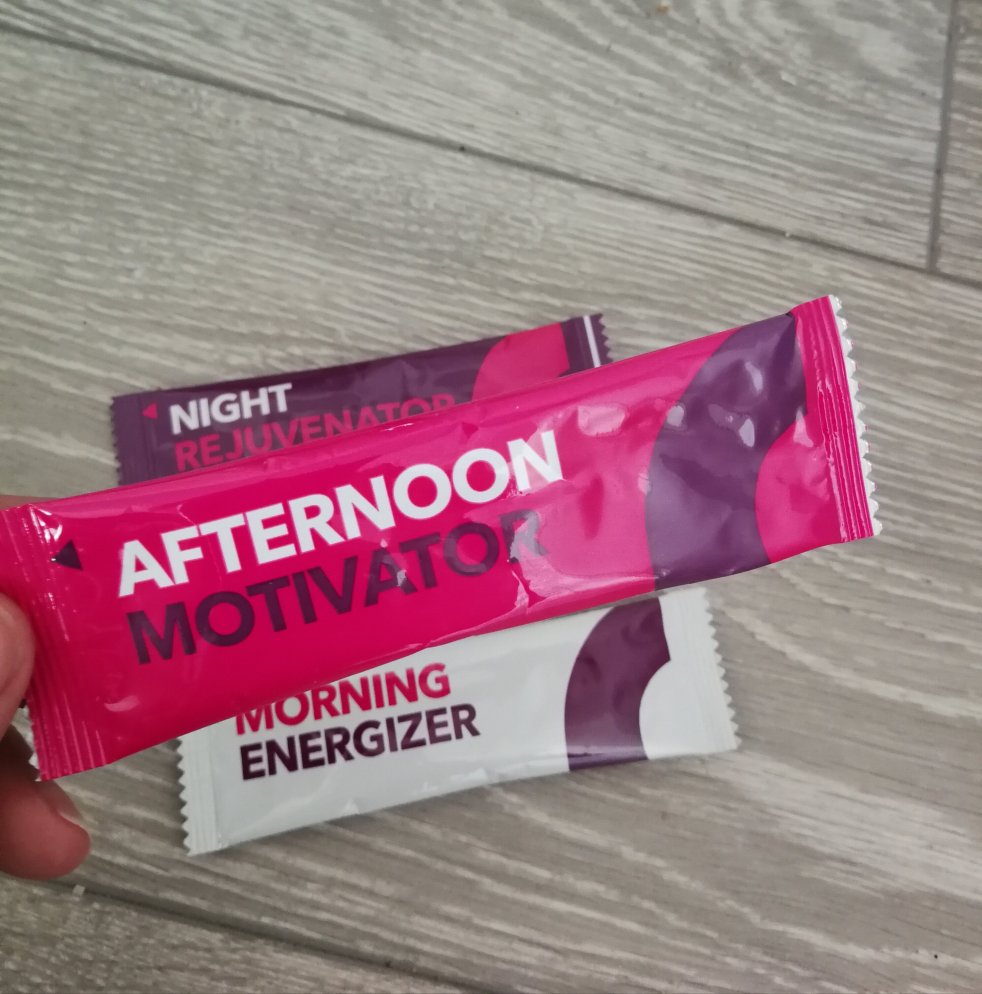 NIGHT
REJUVENATOR
AFTERNOON
MOTIVATOR
MORNING
ENERGIZER